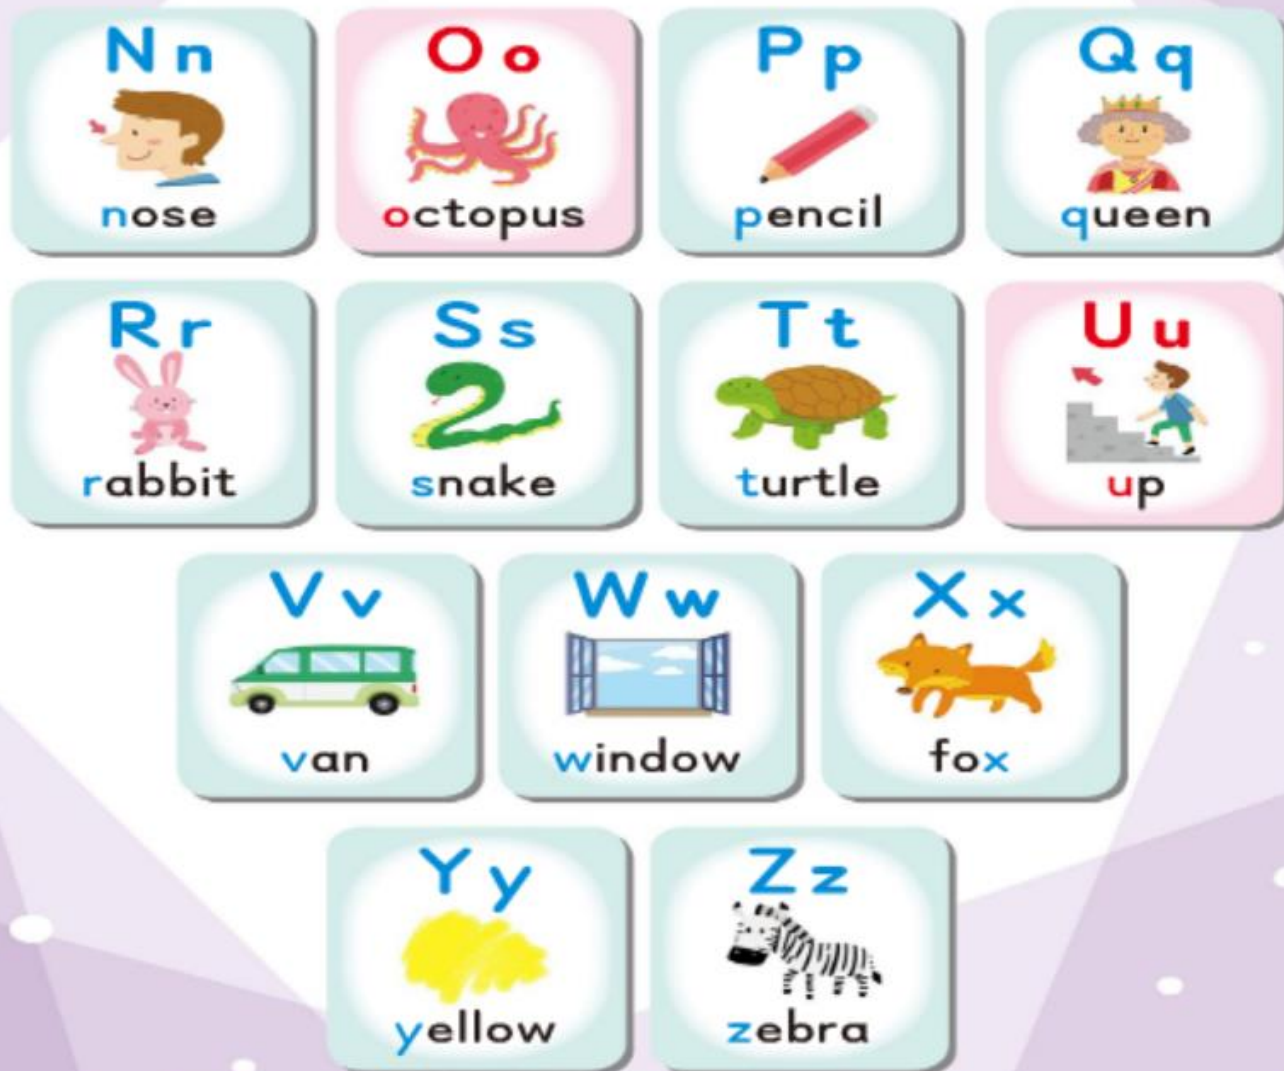 Nn
nose
Oo
octopus
Pp
pencil
Qq
queen
Rr
rabbit
Ss
snake
Tt
turtle
Uu
up
Vv
van
Ww
window
Xx
fox
Yy
yellow
Zz
zebra